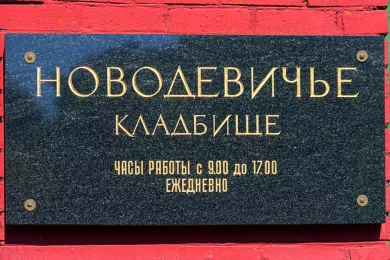 НОВОДЕВИЧЬЕ
КЛАДБИЩЕ
ЧАСЫ РАБОТЫ с 9.00 до 17.00
ЕЖЕДНЕВНО